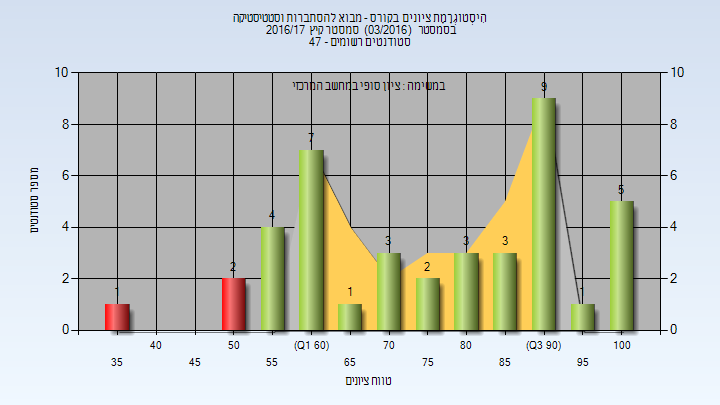 הִיסְטוֹגְרָמַת ציונים בקורס - מבוא להסתברות וסטטיסטיקה
בסמסטר (03/2016) סמסטר קיץ 2016/17
סטודנטים רשומים - 47
במשימה : ציון סופי במחשב המרכזי
10 10
8 8
6 6
4 4
2 2
0 0
1 2 4 7 1 3 2 3 3 9 1 5
מספר סטודנטים
40 50 (Q1 60) 70 80 (Q3 90) 100
35 45 55 65 75 85 95
טווח ציונים